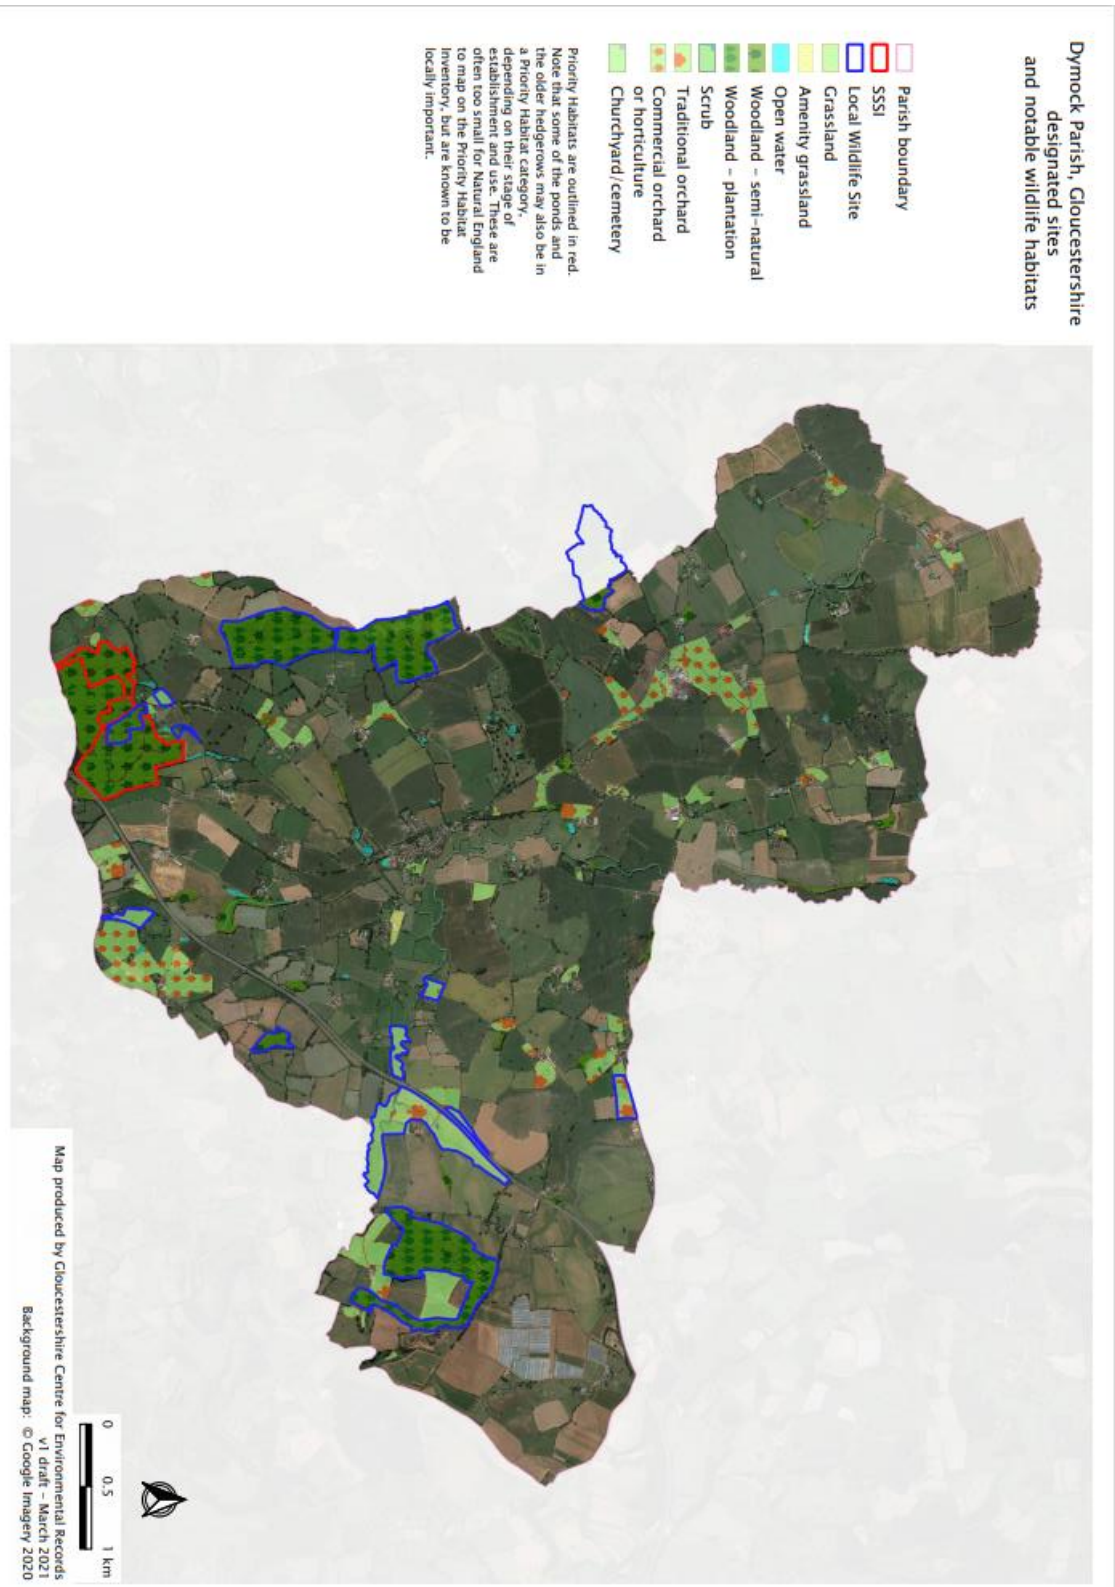 Dymock Parish, Gloucestershire
designated sites
and notable wildlife habitats
Parish boundary
SSSI
Local Wildlife Site
Grassland
Amenity grassland
Open water
Woodland - semi-natural
Woodland - plantation
Scrub
Traditional orchard
Commercial orchard
or horticulture
Churchyard/cemetery
Priority Habitats are outlined in red.
Note that some of the ponds and
the older hedgerows may also be in
a Priority Habitat category,
depending on their stage of
establishment and use. These are
often too small for Natural England
to map on the Priority Habitat
Inventory, but are known to be
locally important.
0 0.5 1 km
Map produced by Gloucestershire Centre for Environmental Records
v1 draft - March 2021
Background map: © Google Imagery 2020